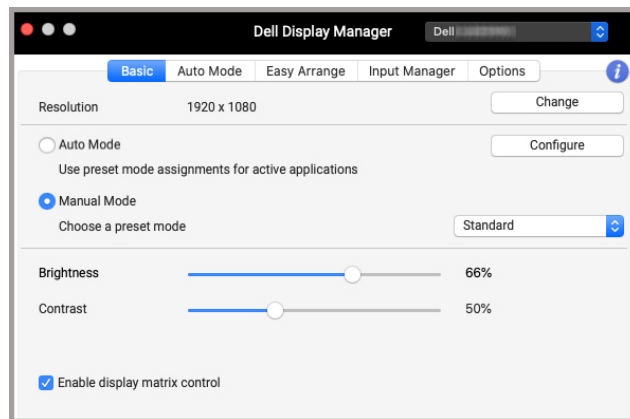 Dell Display Manager
Dell
Basic Auto Mode Easy Arrange Input Manager Options i
Resolution 1920 x 1080 Change
Auto Mode Configure
Use preset mode assignments for active applications
Manual Mode
Choose a preset mode Standard
Brightness 66%
Contrast 50%
Enable display matrix control